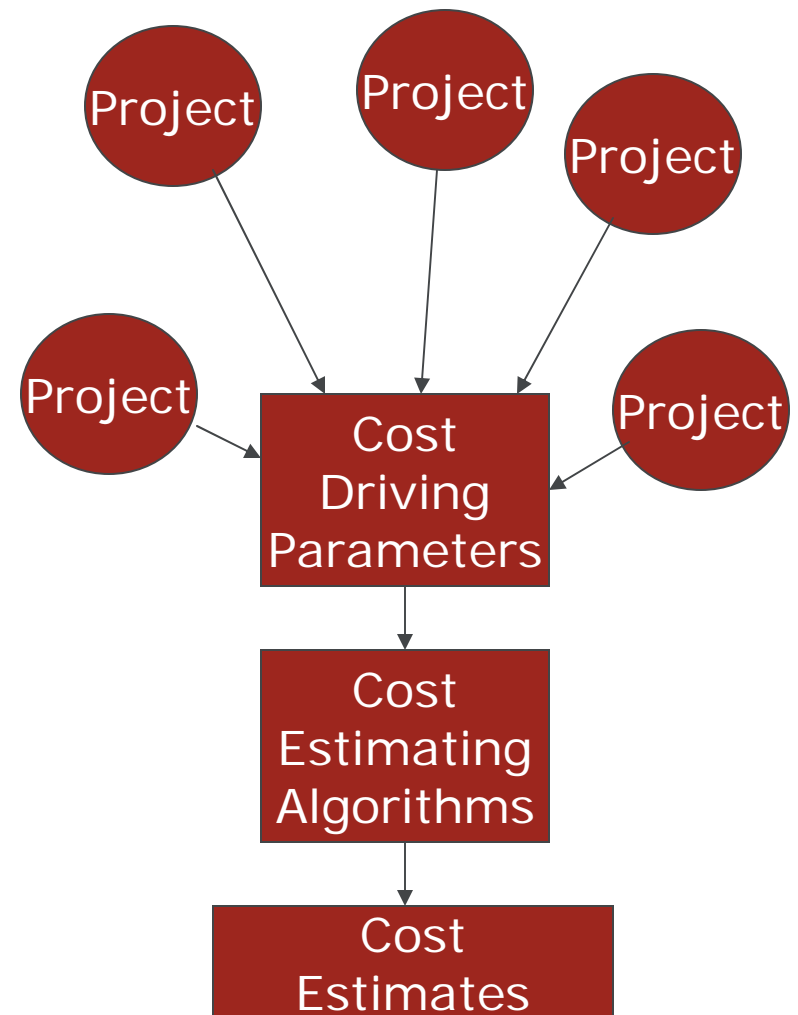 Project
Project
Project
Project
Project
Cost
Driving
Parameters
Cost
Estimating
Algorithms
Cost
Estimates